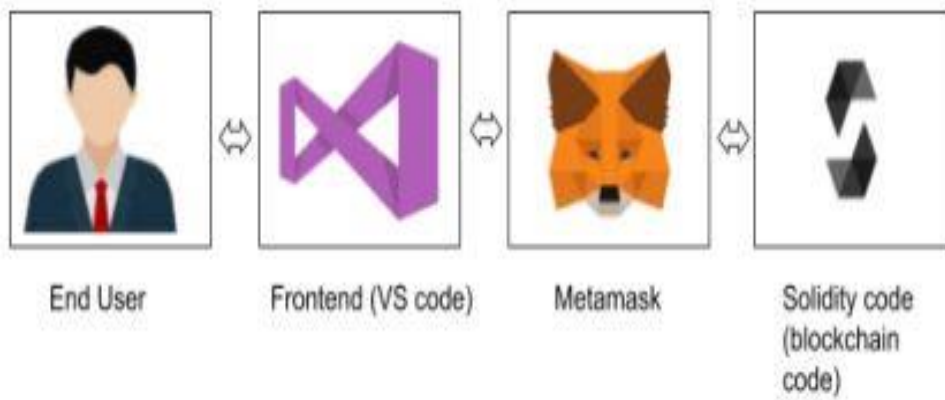 End User
Frontend (VS code)
Metamask
Solidity code
(blockchain
code)